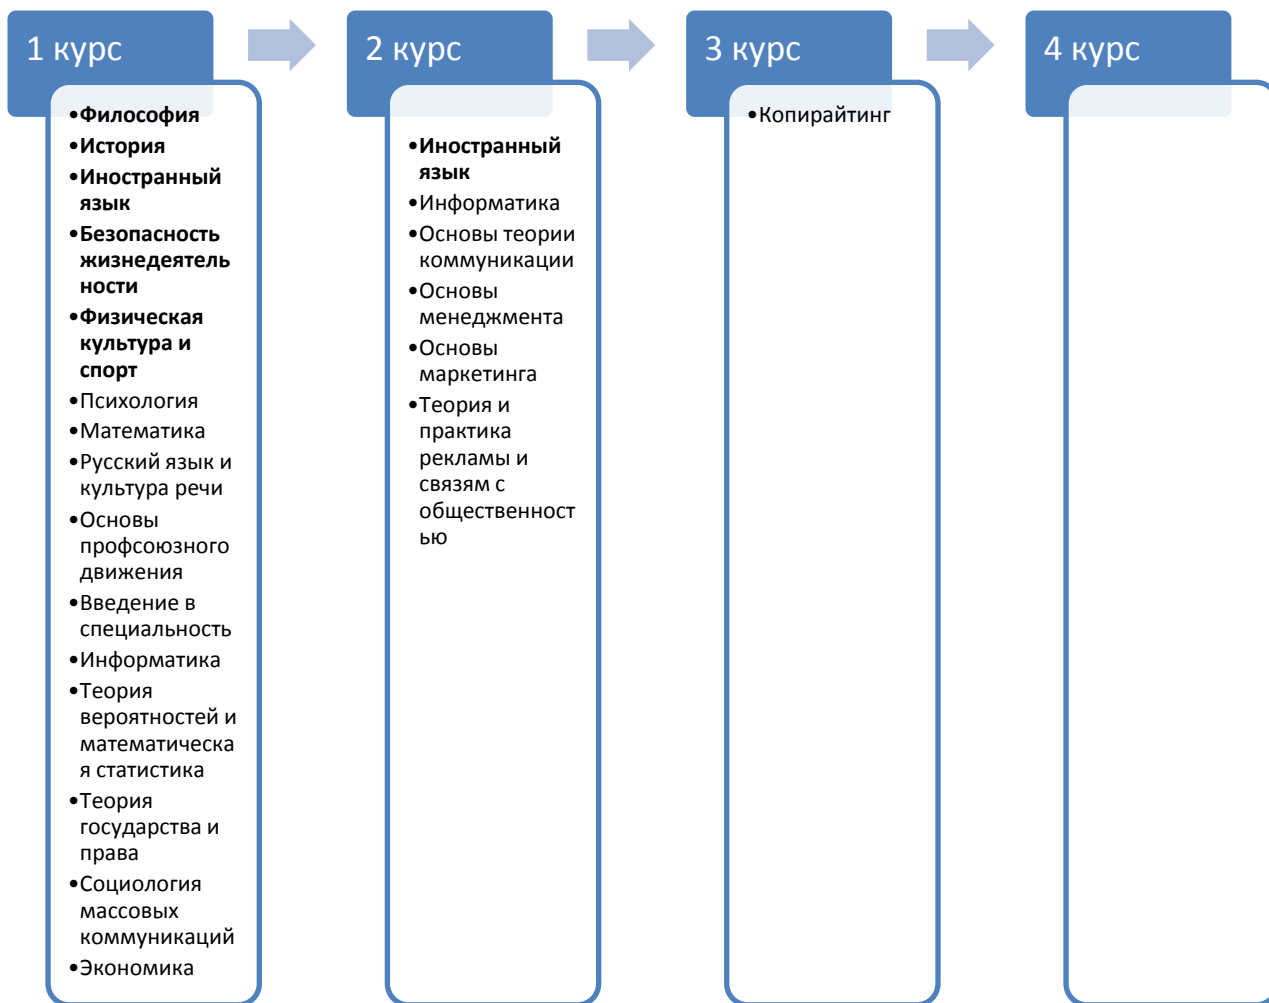 1 курс
•Философия
•История
•Иностранный
язык
•Безопасность
жизнедеятель
ности
•Физическая
культура и
спорт
•Психология
•Математика
•Русский язык и
культура речи
•Основы
профсоюзного
движения
•Введение в
специальность
•Информатика
•Теория
вероятностей и
математическа
я статистика
•Теория
государства и
права
•Социология
массовых
коммуникаций
•Экономика
2 курс
•Иностранный
язык
•Информатика
•Основы теории
коммуникации
•Основы
менеджмента
•Основы
маркетинга
•Теория и
практика
рекламы и
связям с
общественност
ью
3 курс
•Копирайтинг
4 курс